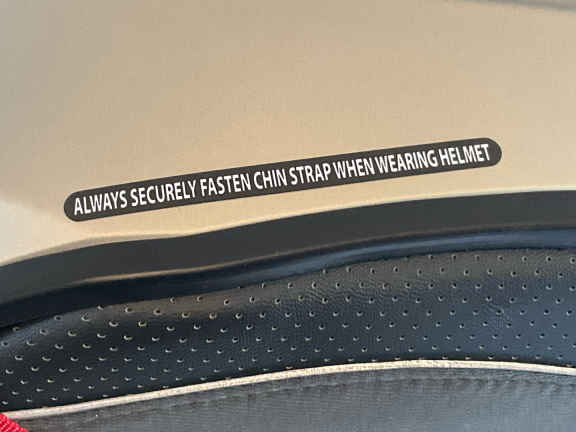 ALWAYS SECURELY FASTEN CHIN STRAP WHEN WEARING HELMET